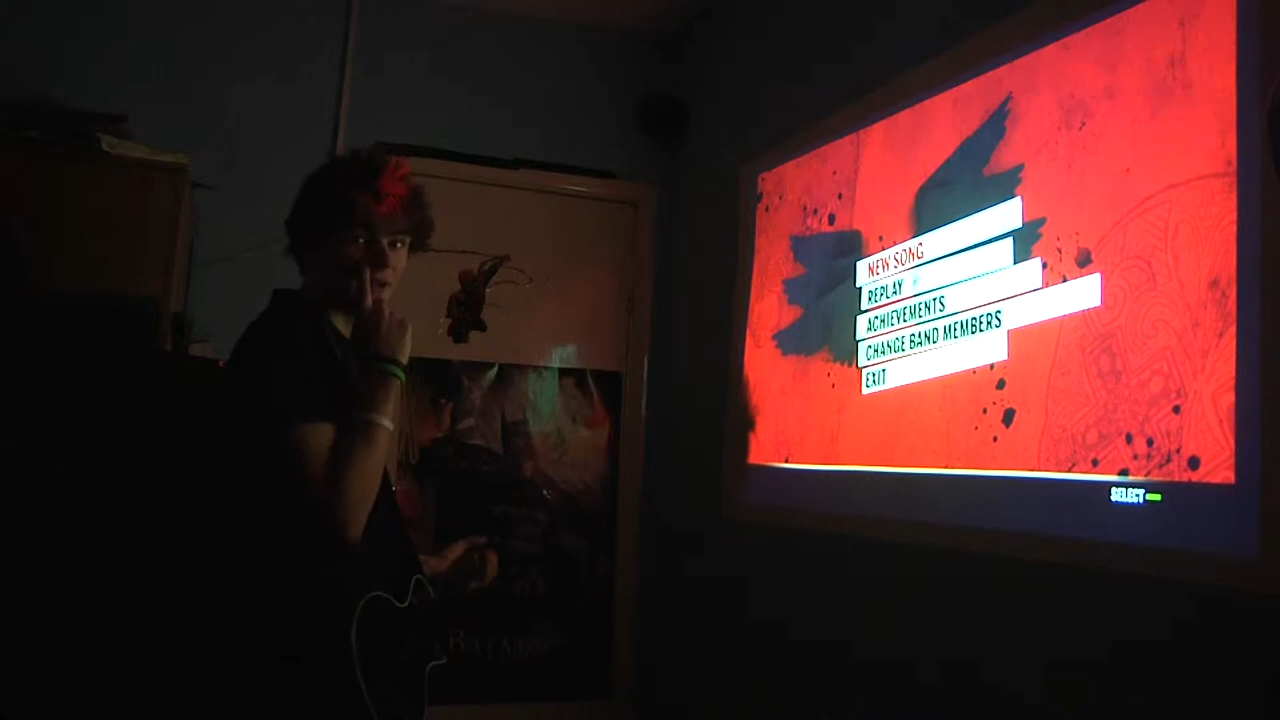 NEW SONG
REPLAY
ACHIEVEMENTS
CHANGE BAND MEMBERS
EXIT
SELECT